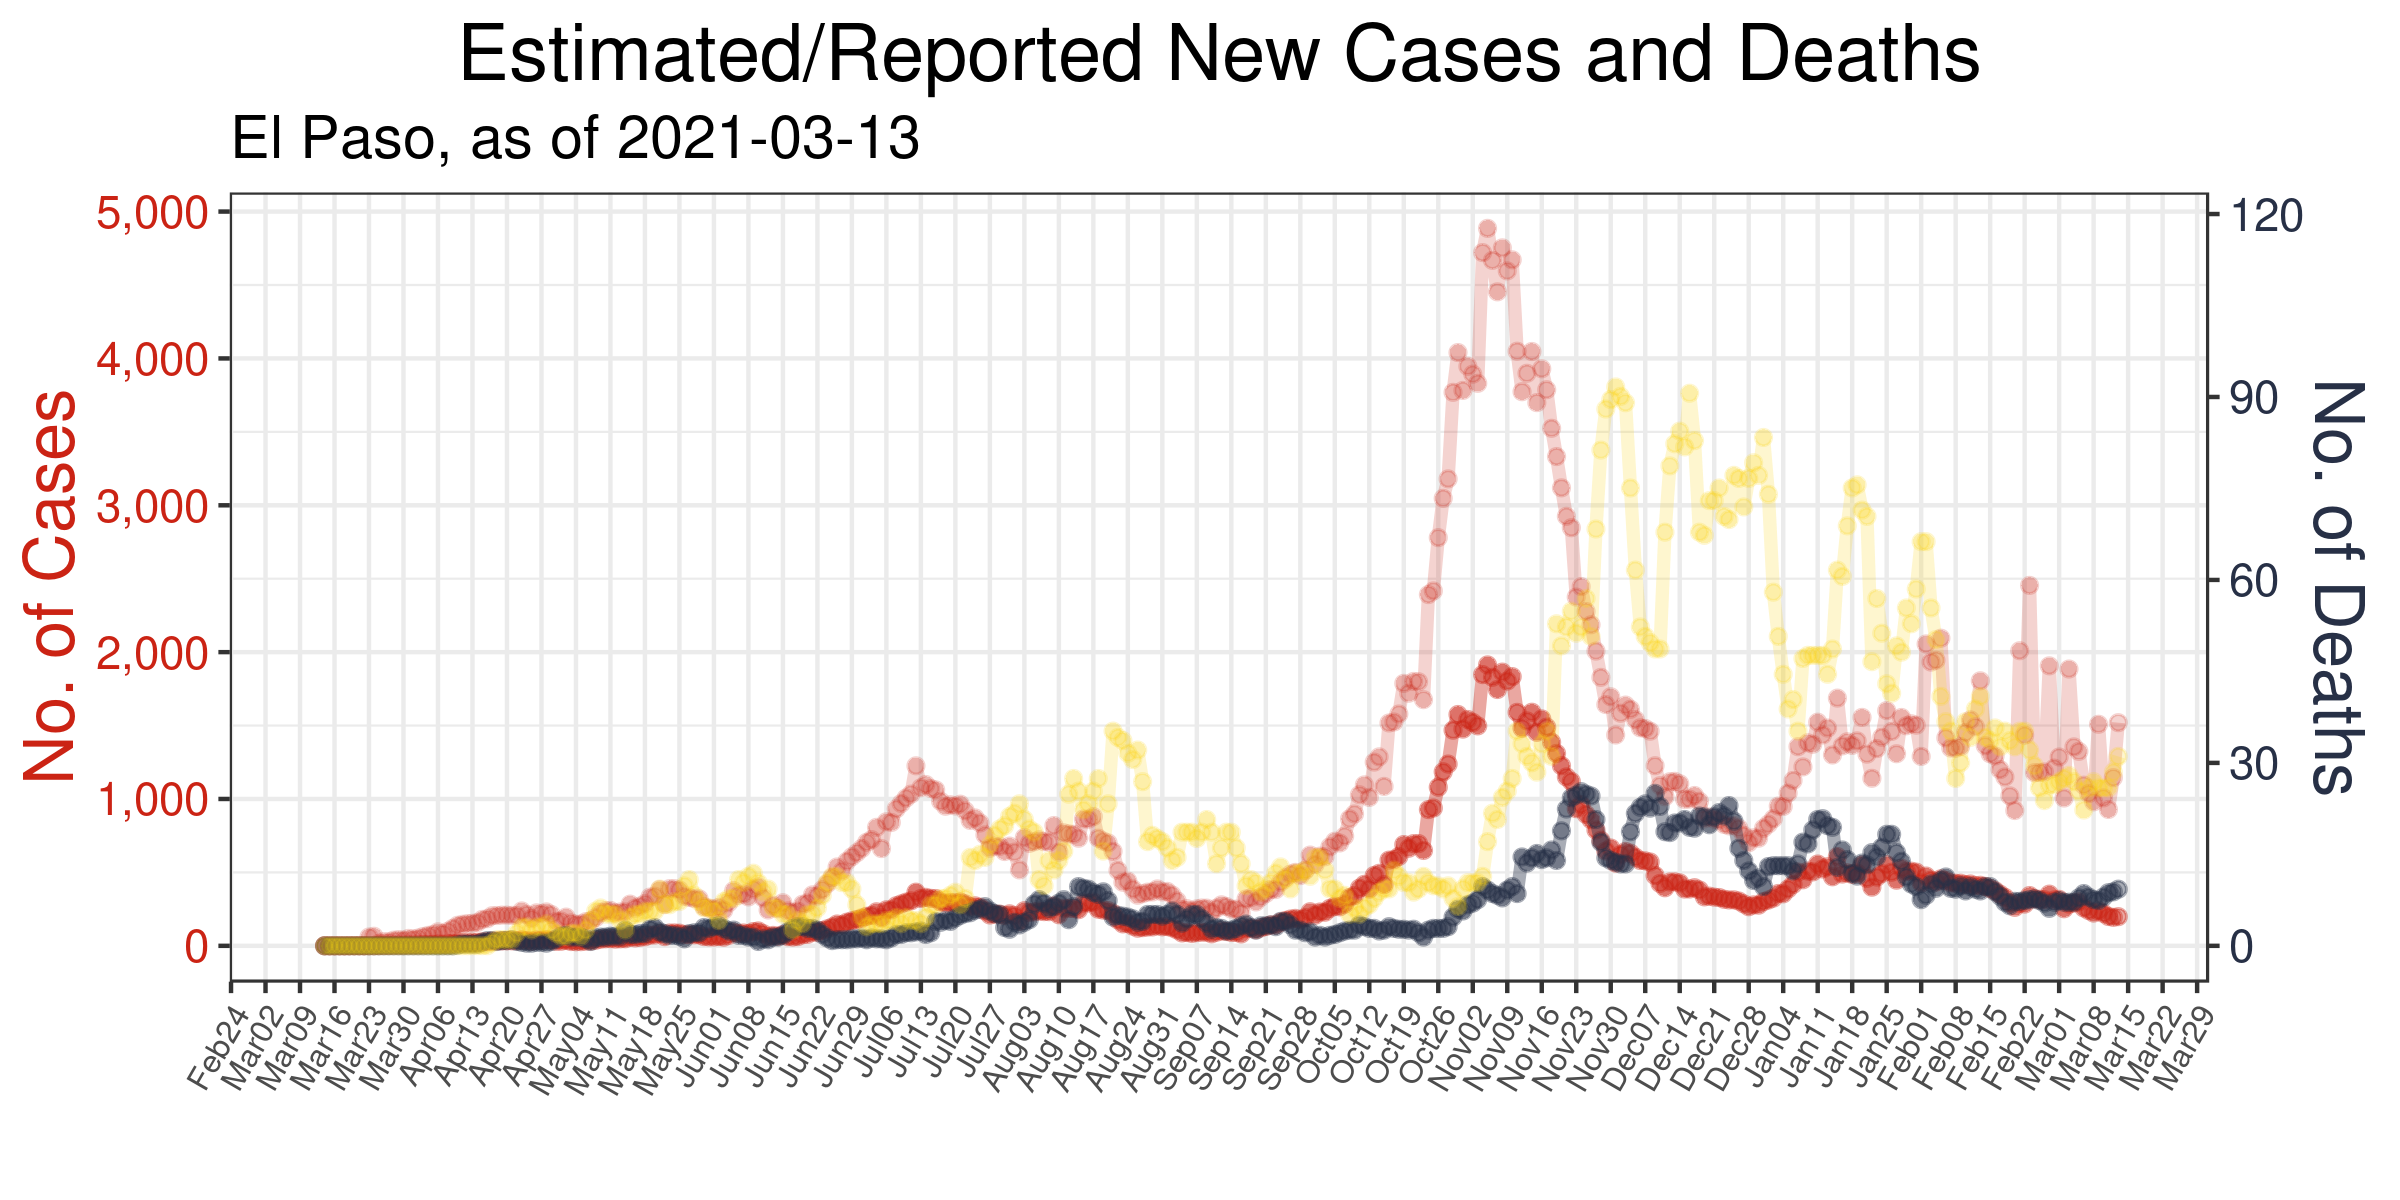 Estimated/Reported New Cases and Deaths
El Paso, as of 2021-03-13
No. of Cases
5,000
4,000
3,000
2,000
1,000
0
120
90
60
30
0
No. of Deaths
Feb24
Mar02
Mar09
Mar16
Mar23
Mar30
Apr06
Apr13
Apr20
Apr27
May04
May11
May18
May25
Jun01
Jun08
Jun15
Jun22
Jun29
Jul06
Jul13
Jul20
Jul27
Aug03
Aug10
Aug17
Aug24
Aug31
Sep07
Sep14
Sep21
Sep28
Oct05
Oct12
Oct19
Oct26
Nov02
Nov09
Nov16
Nov23
Nov30
Dec07
Dec14
Dec21
Dec28
Jan04
Jan11
Jan18
Jan25
Feb01
Feb08
Feb15
Feb22
Mar01
Mar08
Mar15
Mar22
Mar29